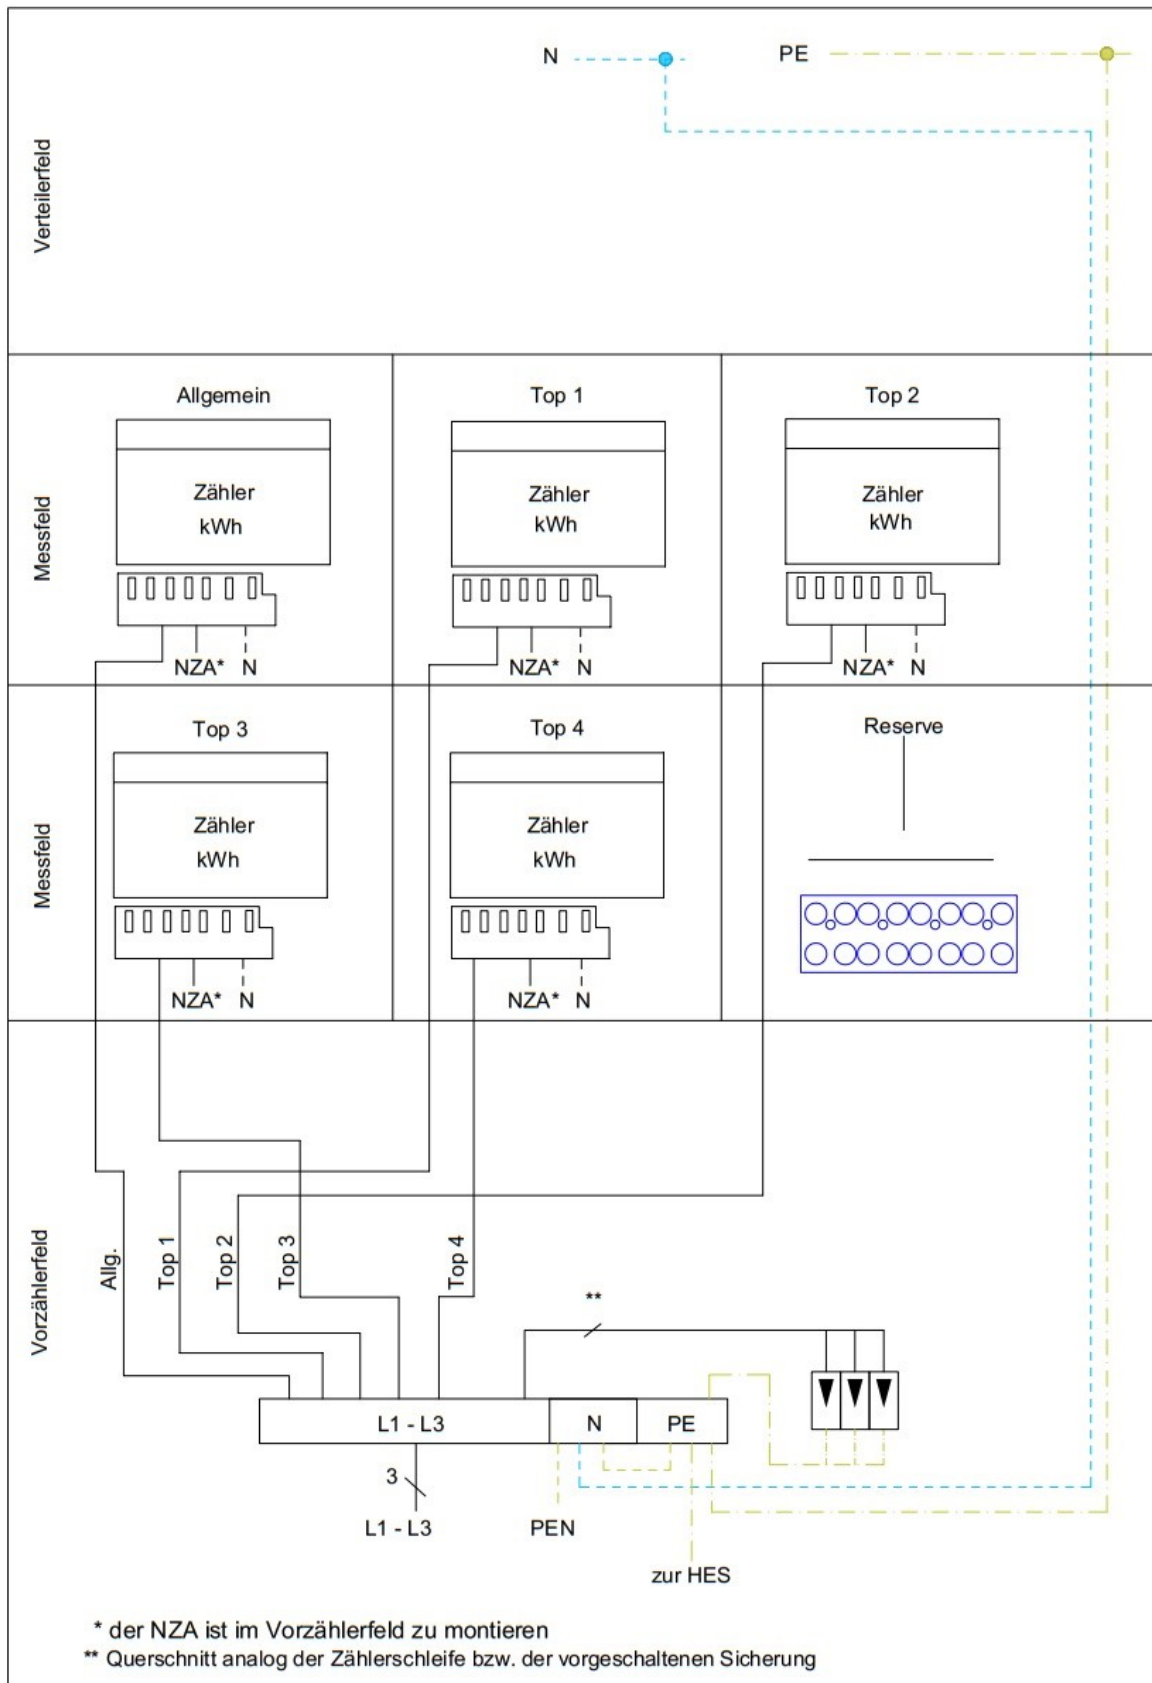 N
PE
Verteilerfeld
Messfeld
Allgemein
Zähler
kWh
NZA* N
Top 1
Zähler
kWh
NZA* N
Top 2
Zähler
kWh
NZA* N
Messfeld
Top 3
Zähler
kWh
NZA* N
Top 4
Zähler
kWh
NZA* N
Reserve
Vorzählerfeld
Allg.
Top 1
Top 2
Top 3
Top 4
**
L1 - L3
N
PE
3
L1 - L3
PEN
zur HES
* der NZA ist im Vorzählerfeld zu montieren
** Querschnitt analog der Zählerschleife bzw. der vorgeschaltenen Sicherung